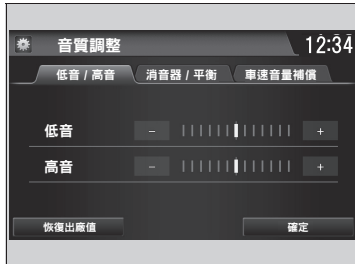 音質調整
12:34
低音 / 高音
消音器 / 平衡
車速音量補償
低音
-
+
高音
-
+
恢復出廠值
確定